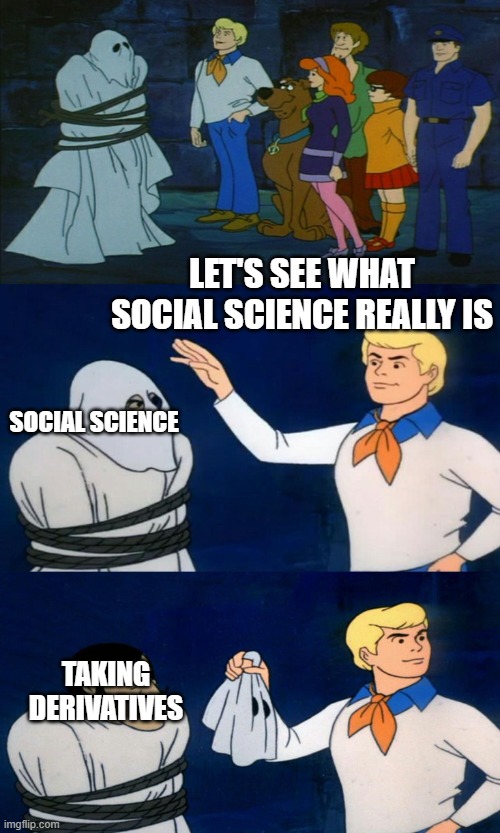 LET'S SEE WHAT
SOCIAL SCIENCE REALLY IS
SOCIAL SCIENCE
TAKING
DERIVATIVES
imgflip.com